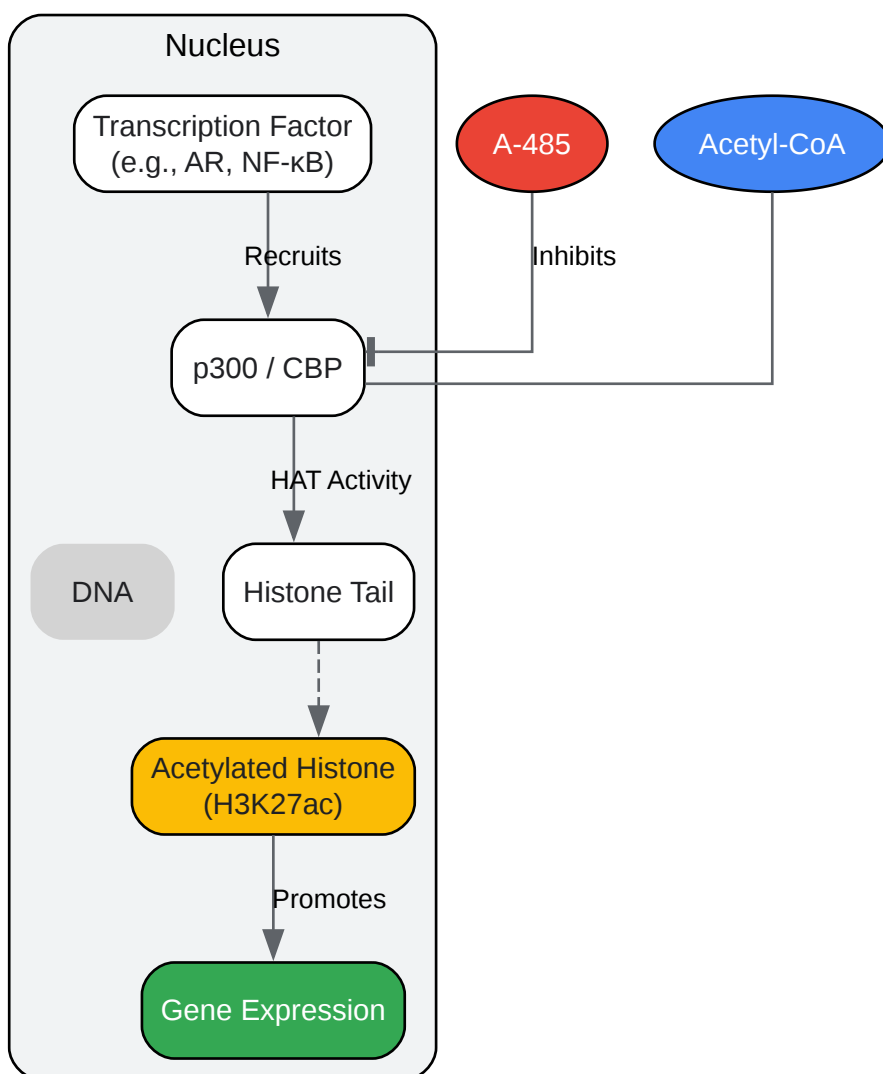 Nucleus
Transcription Factor
(e.g., AR, NF-κB)
A-485
Acetyl-CoA
Recruits
Inhibits
p300 / CBP
HAT Activity
DNA
Histone Tail
Acetylated Histone
(H3K27ac)
Promotes
Gene Expression